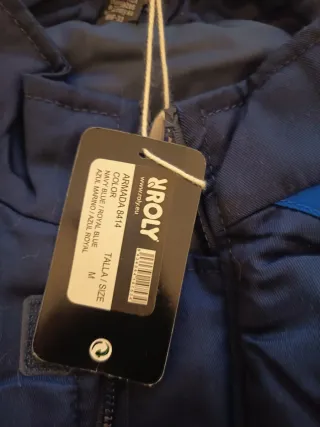 ROLY
www.roly.eu
ARMADA 8414
COLOR
TALLA / SIZE
NAVY BLUE / ROYAL BLUE
AZUL MARINO / AZUL ROYAL
M